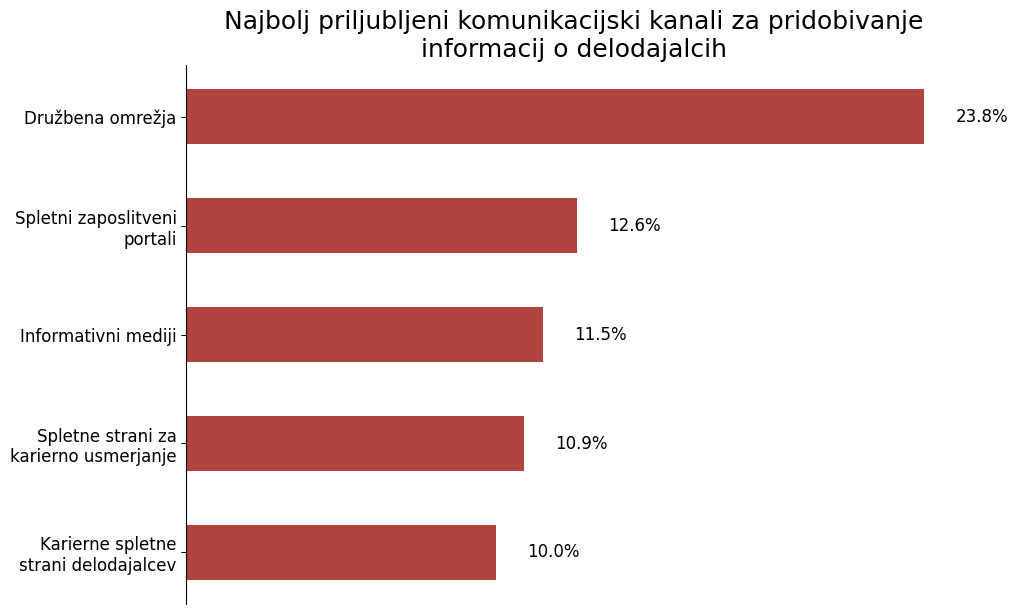 Najbolj priljubljeni komunikacijski kanali za pridobivanje
informacij o delodajalcih
Družbena omrežja
23.8%
Spletni zaposlitveni
portali
12.6%
Informativni mediji
11.5%
Spletne strani za
karierno usmerjanje
10.9%
Karierne spletne
strani delodajalcev
10.0%